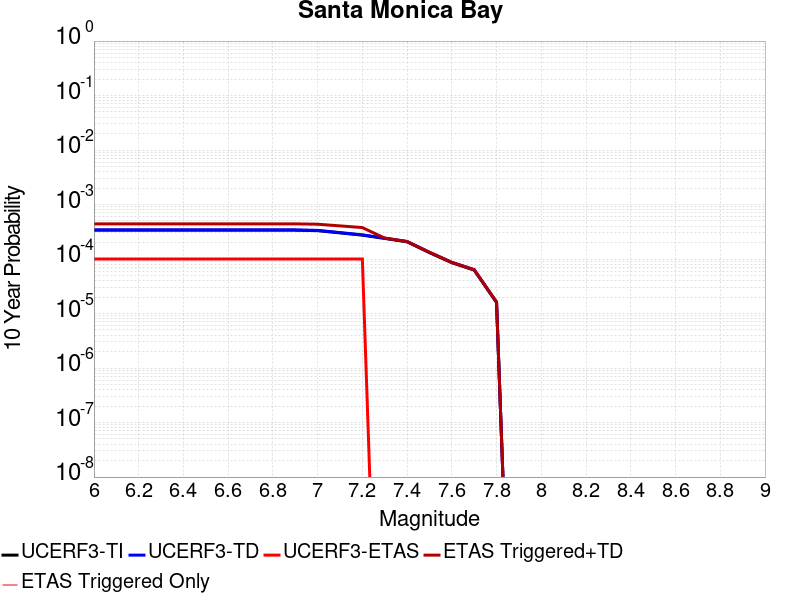 Santa Monica Bay
10^0
10^-1
10^-2
10^-3
10^-4
10^-5
10^-6
10^-7
10^-8
10 Year Probability
6 6.2 6.4 6.6 6.8 7 7.2 7.4 7.6 7.8 8 8.2 8.4 8.6 8.8 9
Magnitude
UCERF3-TI UCERF3-TD UCERF3-ETAS ETAS Triggered+TD
ETAS Triggered Only